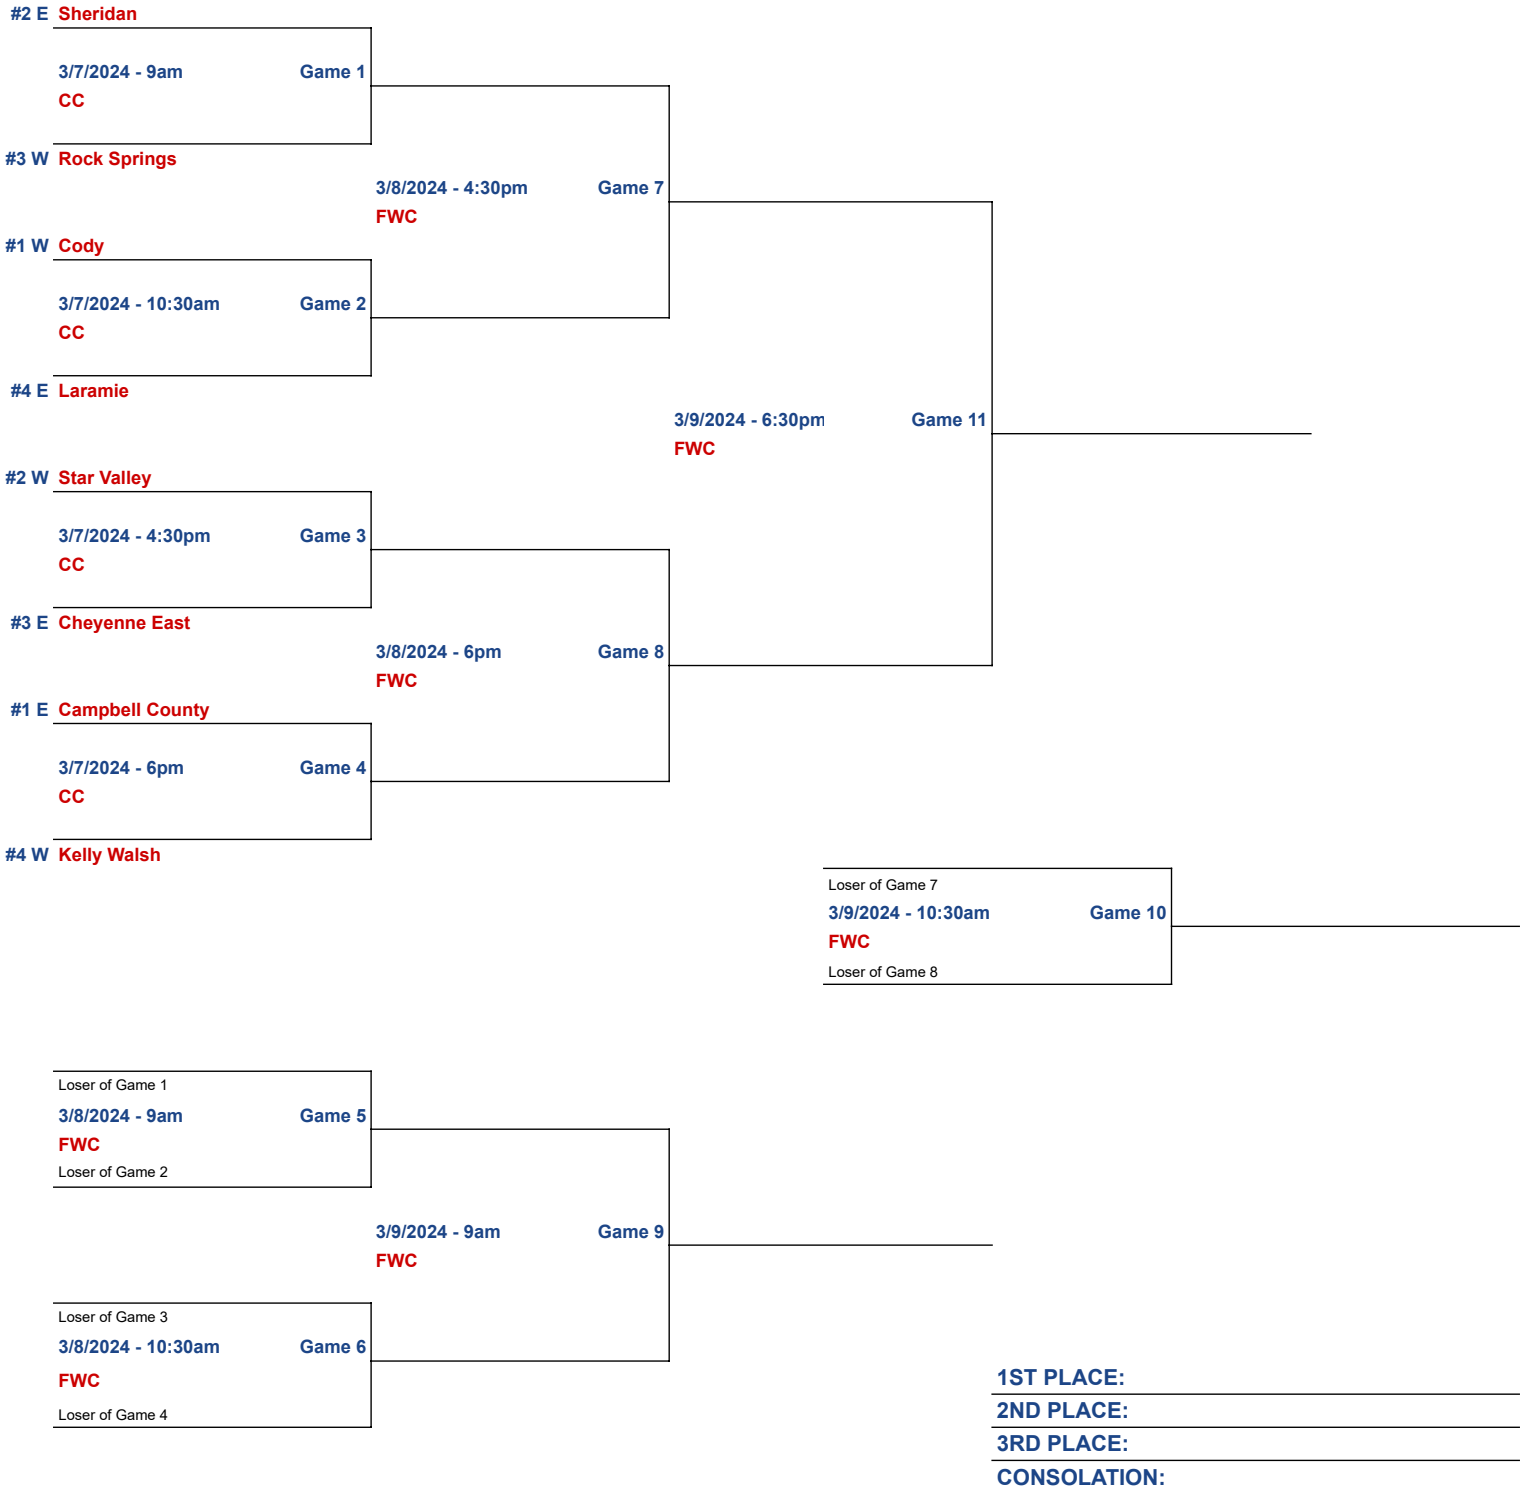 #2 E Sheridan
3/7/2024 - 9am Game 1
CC
#3 W Rock Springs
3/8/2024 - 4:30pm Game 7
FWC
#1 W Cody
3/7/2024 - 10:30am Game 2
CC
#4 E Laramie
3/9/2024 - 6:30pm Game 11
FWC
#2 W Star Valley
3/7/2024 - 4:30pm Game 3
CC
#3 E Cheyenne East
3/8/2024 - 6pm Game 8
FWC
#1 E Campbell County
3/7/2024 - 6pm Game 4
CC
#4 W Kelly Walsh
Loser of Game 7
3/9/2024 - 10:30am Game 10
FWC
Loser of Game 8
Loser of Game 1
3/8/2024 - 9am Game 5
FWC
Loser of Game 2
3/9/2024 - 9am Game 9
FWC
Loser of Game 3
3/8/2024 - 10:30am Game 6
FWC
Loser of Game 4
1ST PLACE:
2ND PLACE:
3RD PLACE:
CONSOLATION: